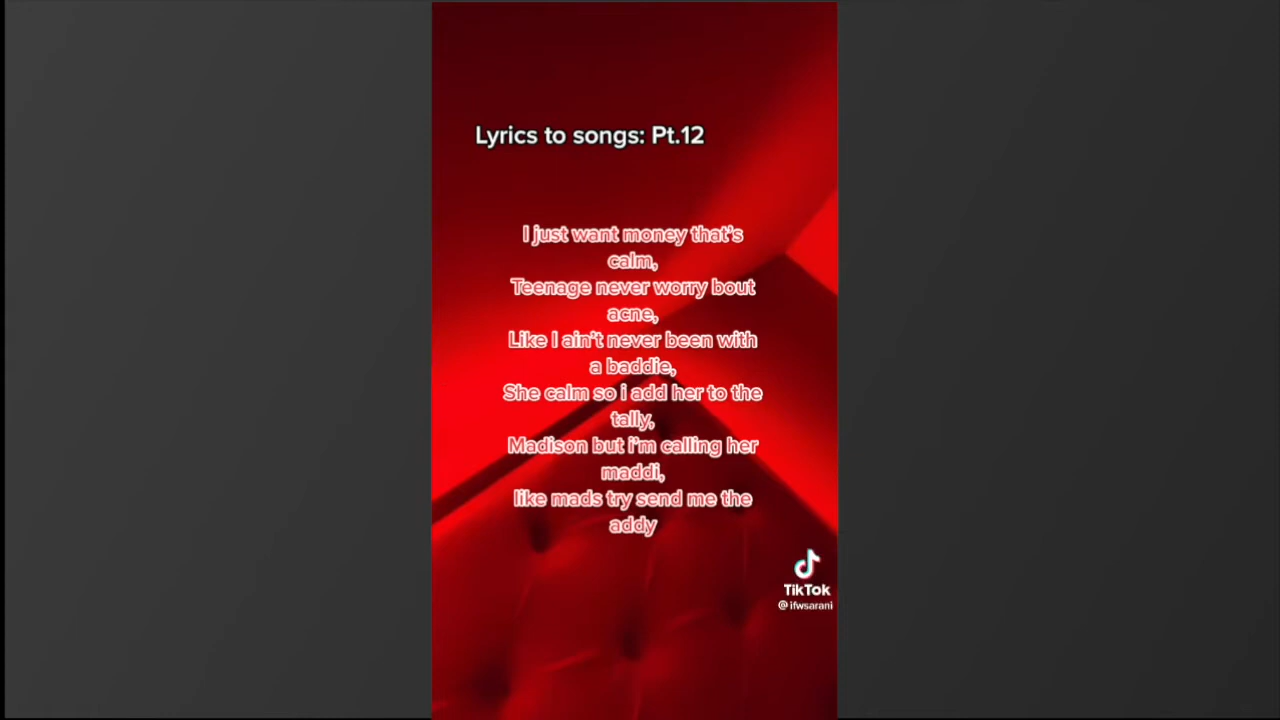 Lyrics to songs: Pt.12
I just want money that's
calm,
Teenage never worry bout
acne,
Like I ain't never been with
a baddie,
She calm so i add her to the
tally,
Madison but i'm calling her
maddi,
like mads try send me the
addy
TikTok
@ifwsarani